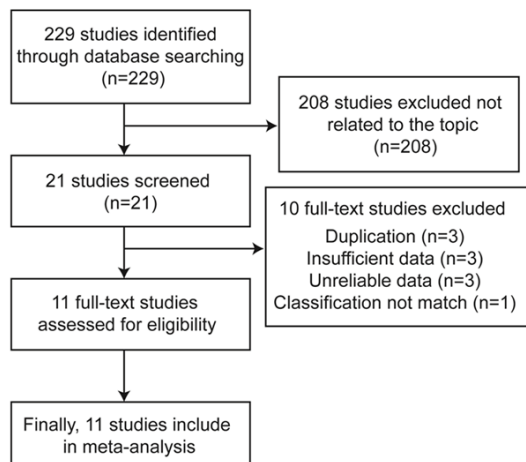 229 studies identified
through database searching
(n=229)
208 studies excluded not
related to the topic
(n=208)
21 studies screened
(n=21)
10 full-text studies excluded
Duplication (n=3)
Insufficient data (n=3)
Unreliable data (n=3)
Classification not match (n=1)
11 full-text studies
assessed for eligibility
Finally, 11 studies include
in meta-analysis